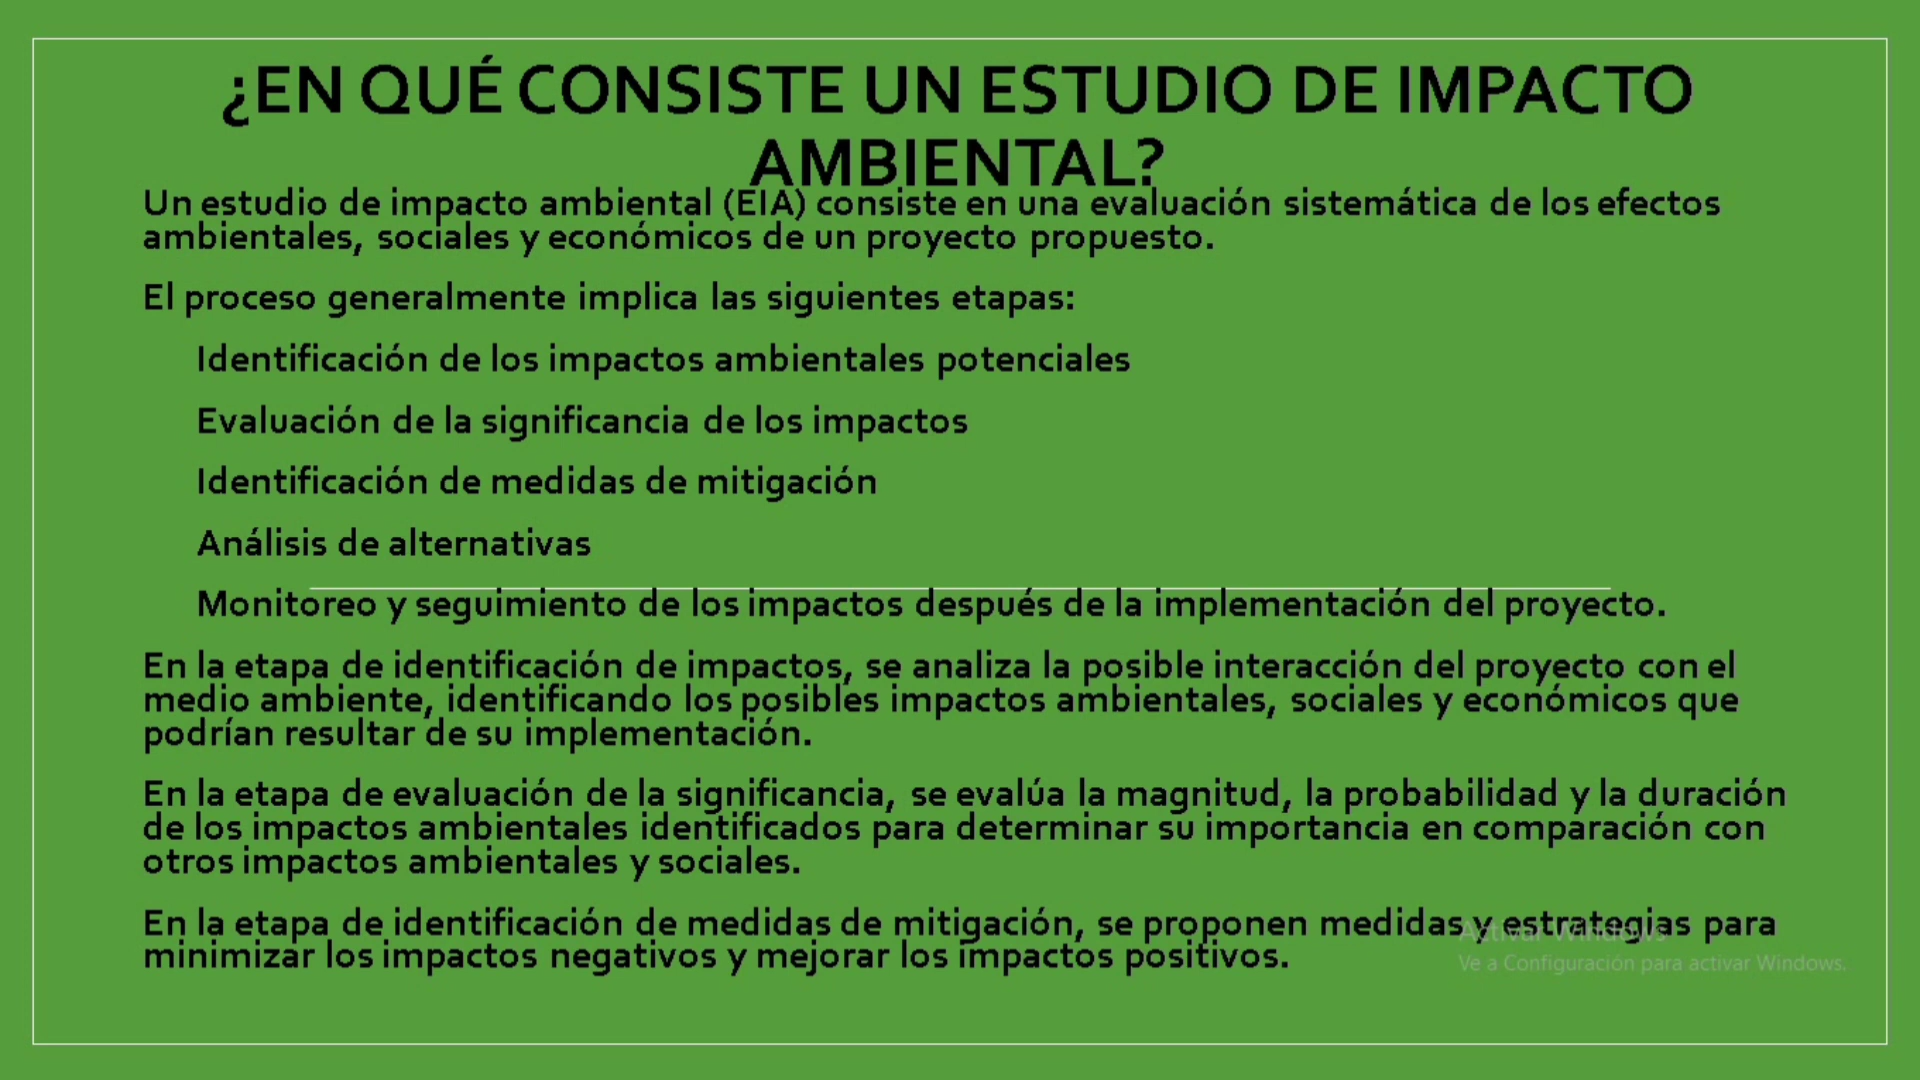 ¿EN QUÉ CONSISTE UN ESTUDIO DE IMPACTO
AMBIENTAL?
Un estudio de impacto ambiental (EIA) consiste en una evaluación sistemática de los efectos
ambientales, sociales y económicos de un proyecto propuesto.
El proceso generalmente implica las siguientes etapas:
Identificación de los impactos ambientales potenciales
Evaluación de la significancia de los impactos
Identificación de medidas de mitigación
Análisis de alternativas
Monitoreo y seguimiento de los impactos después de la implementación del proyecto.
En la etapa de identificación de impactos, se analiza la posible interacción del proyecto con el
medio ambiente, identificando los posibles impactos ambientales, sociales y económicos que
podrían resultar de su implementación.
En la etapa de evaluación de la significancia, se evalúa la magnitud, la probabilidad y la duración
de los impactos ambientales identificados para determinar su importancia en comparación con
otros impactos ambientales y sociales.
En la etapa de identificación de medidas de mitigación, se proponen medidas y estrategias para
minimizar los impactos negativos y mejorar los impactos positivos.
Activar Windows
Ve a Configuración para activar Windows.